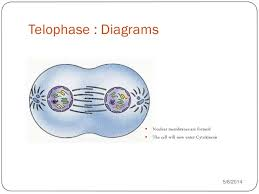 Telophase : Diagrams
Nuclear membranes are formed
The cell will now enter Cytokinesis
5/8/2014